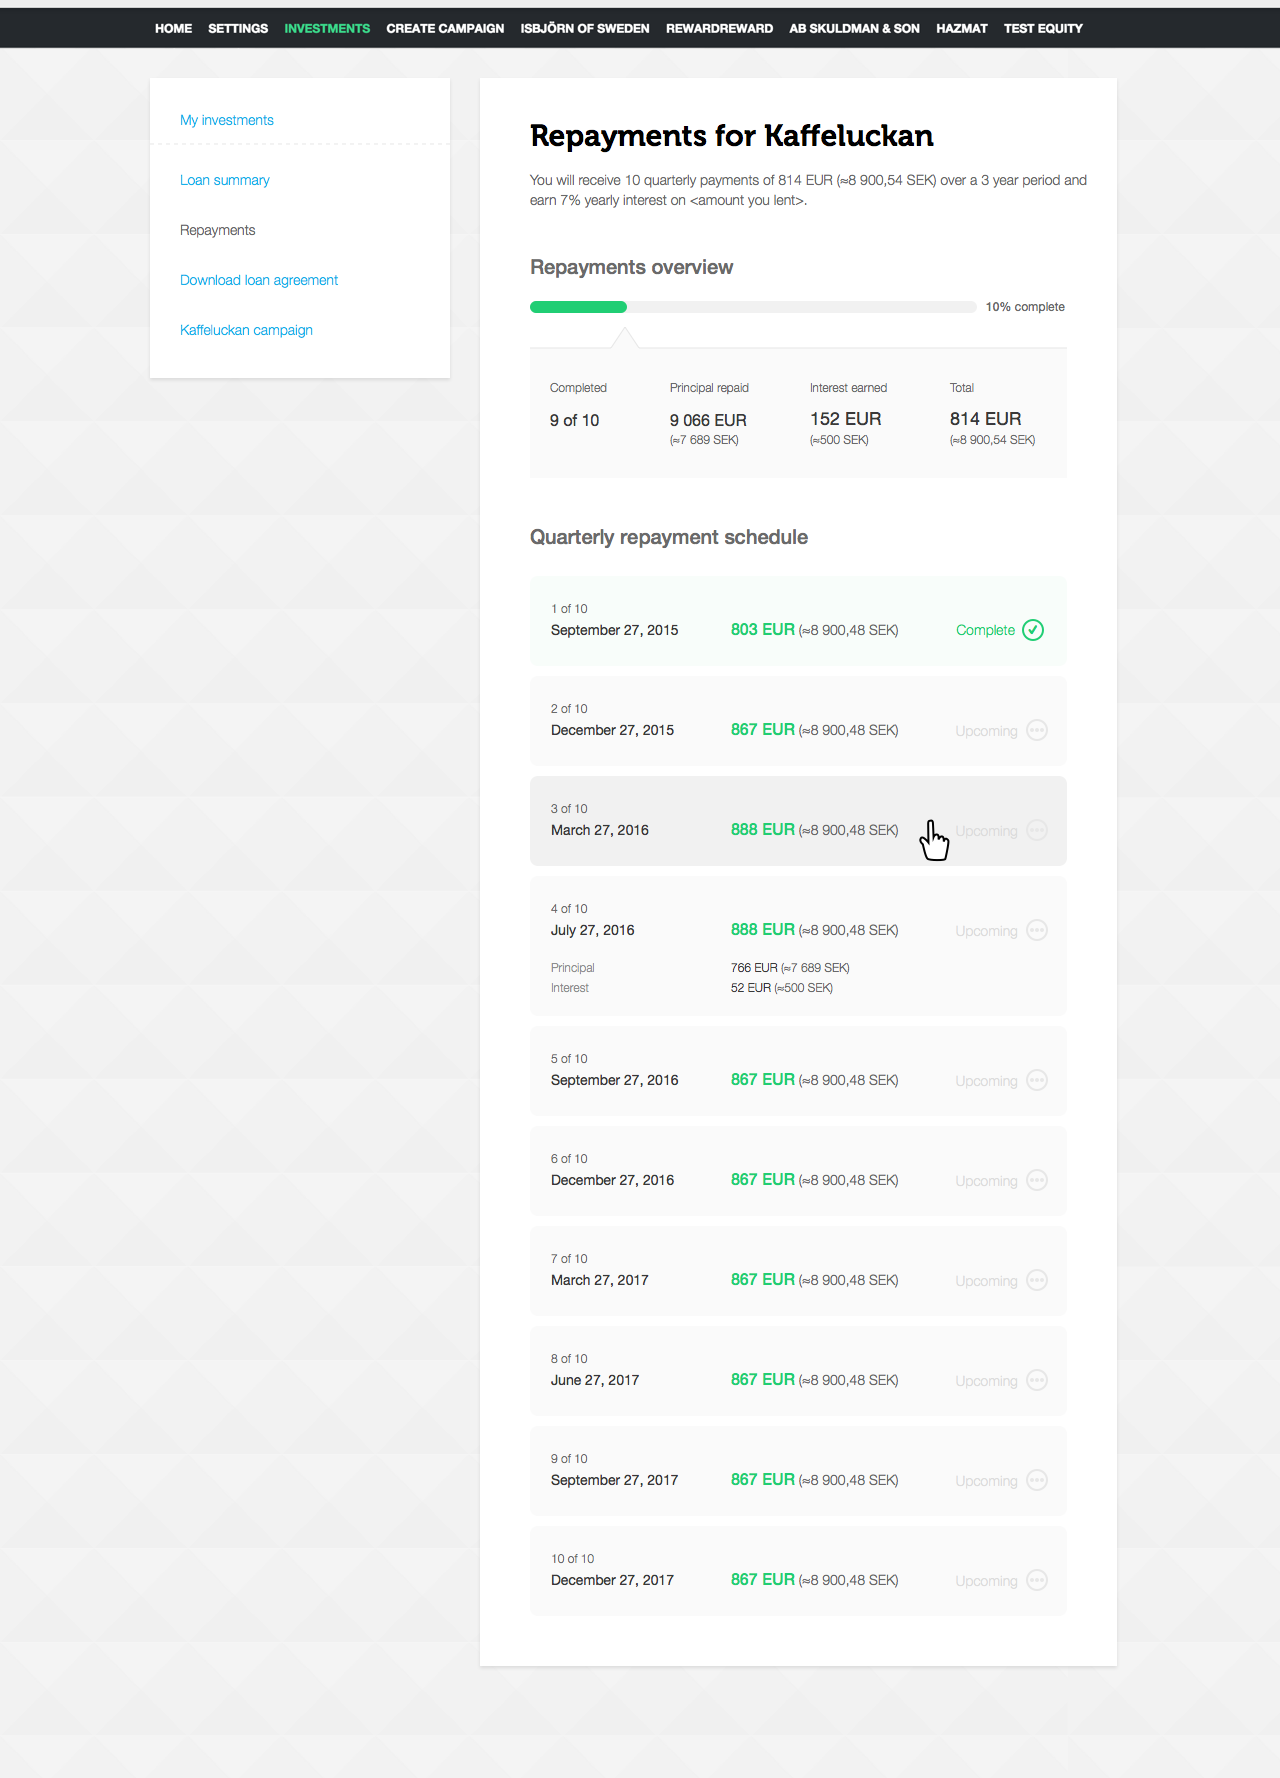 HOME SETTINGS INVESTMENTS CREATE CAMPAIGN ISBJÖRN OF SWEDEN REWARDREWARD AB SKULDMAN & SON HAZMAT TEST EQUITY
My investments
Loan summary
Repayments
Download loan agreement
Kaffeluckan campaign
Repayments for Kaffeluckan
You will receive 10 quarterly payments of 814 EUR (≈8 900,54 SEK) over a 3 year period and
earn 7% yearly interest on <amount you lent>.
Repayments overview
10% complete
Completed Principal repaid Interest earned Total
9 of 10 9 066 EUR 152 EUR 814 EUR
(≈7 689 SEK) (≈500 SEK) (≈8 900,54 SEK)
Quarterly repayment schedule
1 of 10
September 27, 2015 803 EUR (≈8 900,48 SEK) Complete
2 of 10
December 27, 2015 867 EUR (≈8 900,48 SEK) Upcoming
3 of 10
March 27, 2016 888 EUR (≈8 900,48 SEK) Upcoming
4 of 10
July 27, 2016 888 EUR (≈8 900,48 SEK) Upcoming
Principal 766 EUR (≈7 689 SEK)
Interest 52 EUR (≈500 SEK)
5 of 10
September 27, 2016 867 EUR (≈8 900,48 SEK) Upcoming
6 of 10
December 27, 2016 867 EUR (≈8 900,48 SEK) Upcoming
7 of 10
March 27, 2017 867 EUR (≈8 900,48 SEK) Upcoming
8 of 10
June 27, 2017 867 EUR (≈8 900,48 SEK) Upcoming
9 of 10
September 27, 2017 867 EUR (≈8 900,48 SEK) Upcoming
10 of 10
December 27, 2017 867 EUR (≈8 900,48 SEK) Upcoming